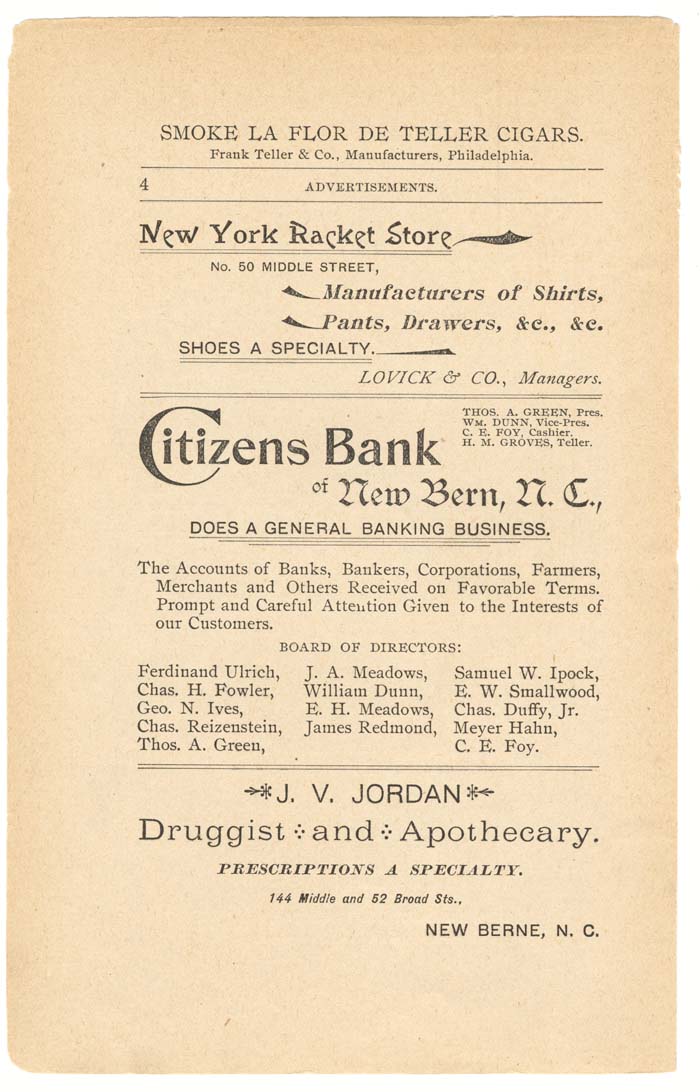 SMOKE LA FLOR DE TELLER CIGARS.
Frank Teller & Co., Manufacturers, Philadelphia.
4 ADVERTISEMENTS.
New York Racket Store
No. 50 MIDDLE STREET,
Manufacturers of Shirts,
Pants, Drawers, &c., &c.
SHOES A SPECIALTY.
LOVICK & CO., Managers.
Citizens Bank
of New Bern, N. C.,
THOS. A. GREEN, Pres.
WM. DUNN, Vice-Pres.
C. E. FOY, Cashier.
H. M. GROVES, Teller.
DOES A GENERAL BANKING BUSINESS.
The Accounts of Banks, Bankers, Corporations, Farmers,
Merchants and Others Received on Favorable Terms.
Prompt and Careful Attention Given to the Interests of
our Customers.
BOARD OF DIRECTORS:
Ferdinand Ulrich, J. A. Meadows, Samuel W. Ipock,
Chas. H. Fowler, William Dunn, E. W. Smallwood,
Geo. N. Ives, E. H. Meadows, Chas. Duffy, Jr.
Chas. Reizenstein, James Redmond, Meyer Hahn,
Thos. A. Green, C. E. Foy.
J. V. JORDAN
Druggist and Apothecary.
PRESCRIPTIONS A SPECIALTY.
144 Middle and 52 Broad Sts.,
NEW BERNE, N. C.